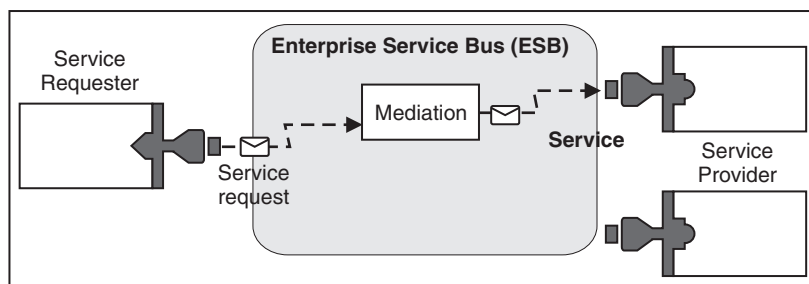 Service
Requester
Enterprise Service Bus (ESB)
Mediation
Service
request
Service
Service
Provider